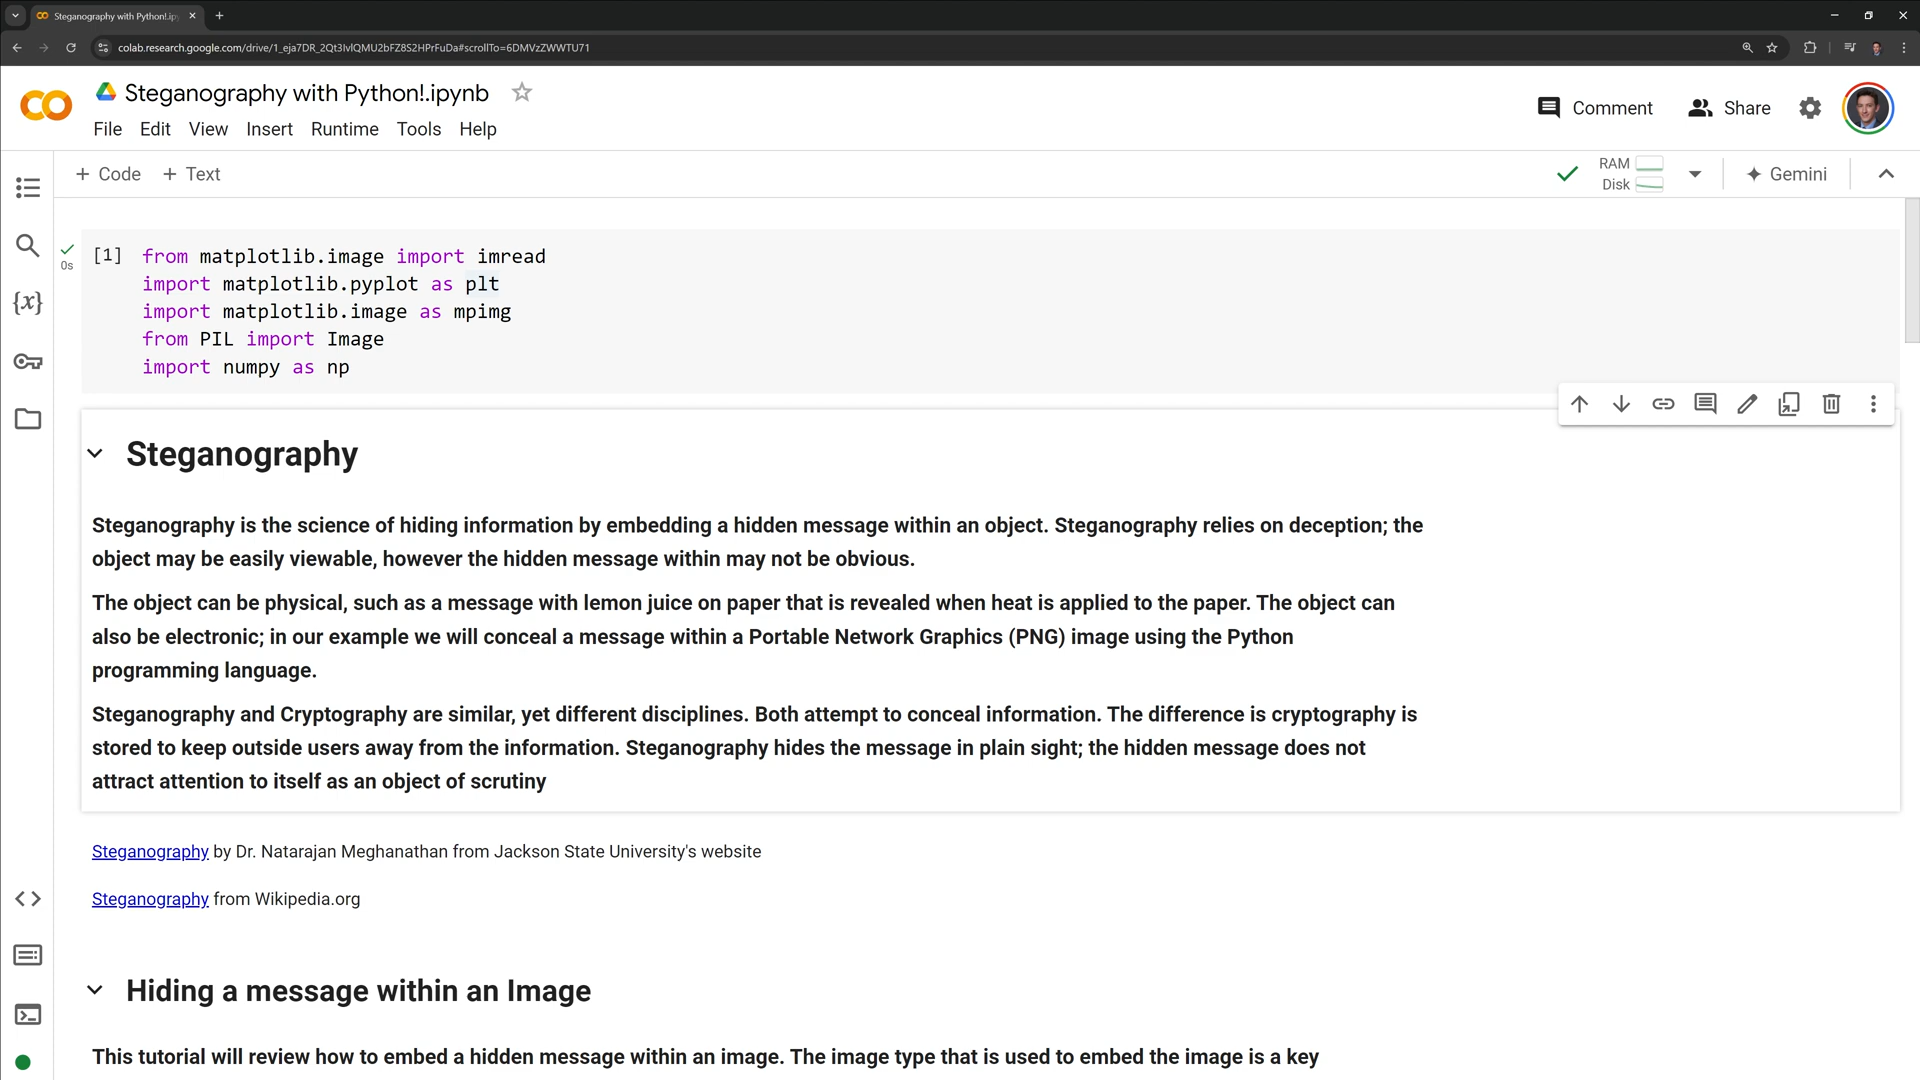 Steganography with Python!.ip
colab.research.google.com/drive/1_eja7DR_2Qt3IvlQMU2bFZ8S2HPrFuDa#scrollTo=6DMVzZWWTU71
Steganography with Python!.ipynb
File Edit View Insert Runtime Tools Help
Comment
Share
+ Code + Text
RAM
Disk
Gemini
0s
[1]
from matplotlib.image import imread
import matplotlib.pyplot as plt
import matplotlib.image as mpimg
from PIL import Image
import numpy as np
{x}
Steganography
Steganography is the science of hiding information by embedding a hidden message within an object. Steganography relies on deception; the
object may be easily viewable, however the hidden message within may not be obvious.
The object can be physical, such as a message with lemon juice on paper that is revealed when heat is applied to the paper. The object can
also be electronic; in our example we will conceal a message within a Portable Network Graphics (PNG) image using the Python
programming language.
Steganography and Cryptography are similar, yet different disciplines. Both attempt to conceal information. The difference is cryptography is
stored to keep outside users away from the information. Steganography hides the message in plain sight; the hidden message does not
attract attention to itself as an object of scrutiny
Steganography by Dr. Natarajan Meghanathan from Jackson State University's website
Steganography from Wikipedia.org
Hiding a message within an Image
This tutorial will review how to embed a hidden message within an image. The image type that is used to embed the image is a key